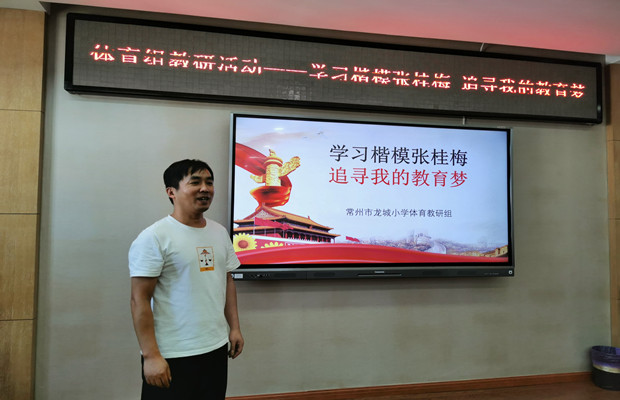 体育组教研活动——学习楷模张桂梅 追寻我的教育梦
学习楷模张桂梅
追寻我的教育梦
常州市龙城小学体育教研组